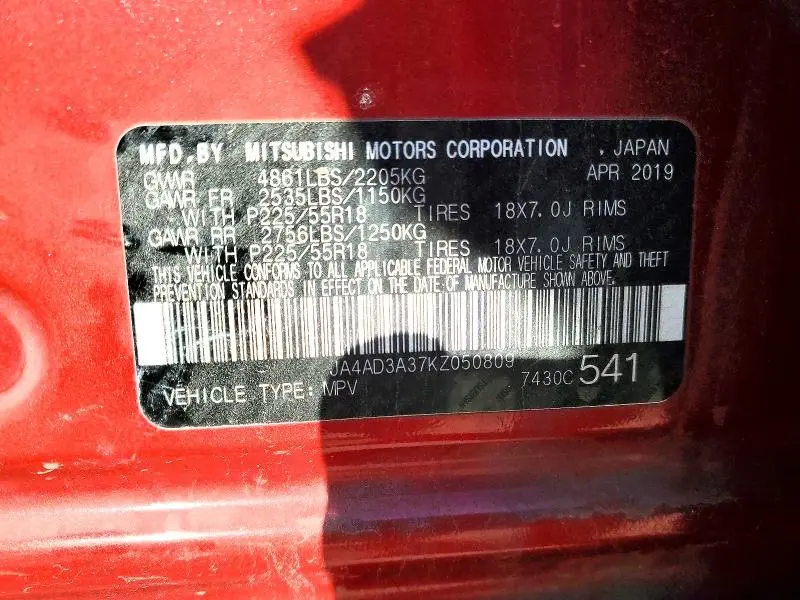 MFD.BY MITSUBISHI MOTORS CORPORATION , JAPAN
GVWR 4861LBS/2205KG APR 2019
GAWR FR 2535LBS/1150KG
WITH P225/55R18 TIRES 18X7.0J RIMS
GAWR RR 2756LBS/1250KG
WITH P225/55R18 TIRES 18X7.0J RIMS
THIS VEHICLE CONFORMS TO ALL APPLICABLE FEDERAL MOTOR VEHICLE SAFETY AND THEFT
PREVENTION STANDARDS IN EFFECT ON THE DATE OF MANUFACTURE SHOWN ABOVE.
JA4AD3A37KZ050809
VEHICLE TYPE: MPV 7430C 541